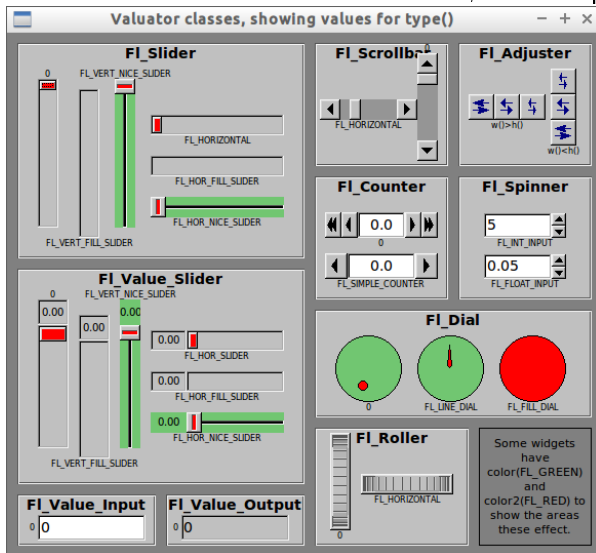 Valuator classes, showing values for type()
Fl_Slider
0
FL_VERT_NICE_SLIDER
FL_HORIZONTAL
FL_HOR_FILL_SLIDER
FL_HOR_NICE_SLIDER
FL_VERT_FILL_SLIDER
Fl_Scrollbar
0
FL_HORIZONTAL
Fl_Adjuster
w()>h()
w()<h()
Fl_Counter
0.0
0
0.0
FL_SIMPLE_COUNTER
Fl_Spinner
5
FL_INT_INPUT
0.05
FL_FLOAT_INPUT
Fl_Value_Slider
0
FL_VERT_NICE_SLIDER
0.00
0.00
0.00
0.00
FL_HOR_SLIDER
0.00
FL_HOR_FILL_SLIDER
0.00
FL_HOR_NICE_SLIDER
FL_VERT_FILL_SLIDER
Fl_Dial
0
FL_LINE_DIAL
FL_FILL_DIAL
Fl_Roller
0
FL_HORIZONTAL
Some widgets
have
color(FL_GREEN)
and
color2(FL_RED) to
show the areas
these effect.
Fl_Value_Input
0 0
Fl_Value_Output
0 0